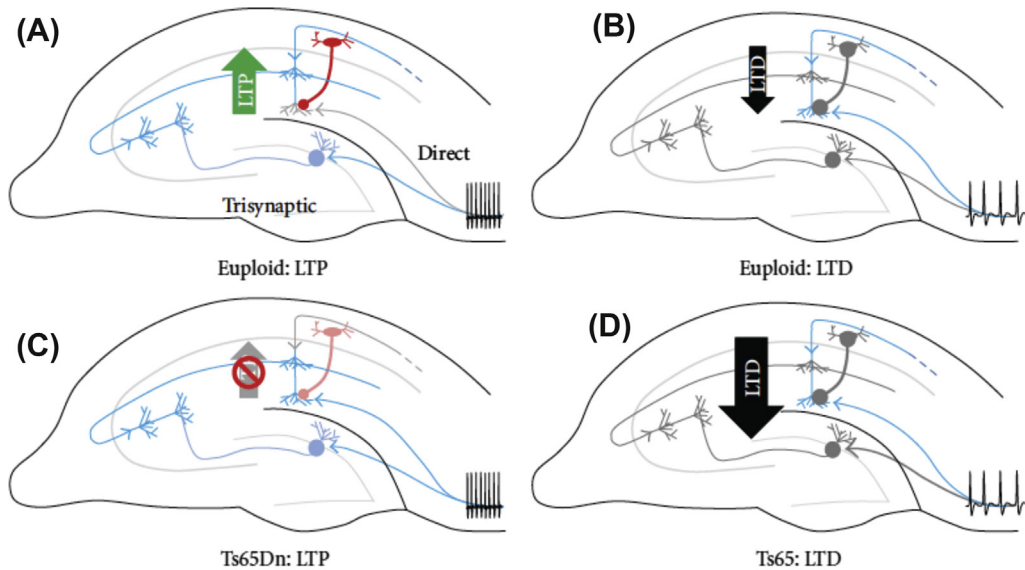 (A)
LTP
Direct
Trisynaptic
Euploid: LTP
(B)
LTD
Euploid: LTD
(C)
Ts65Dn: LTP
(D)
LTD
Ts65: LTD